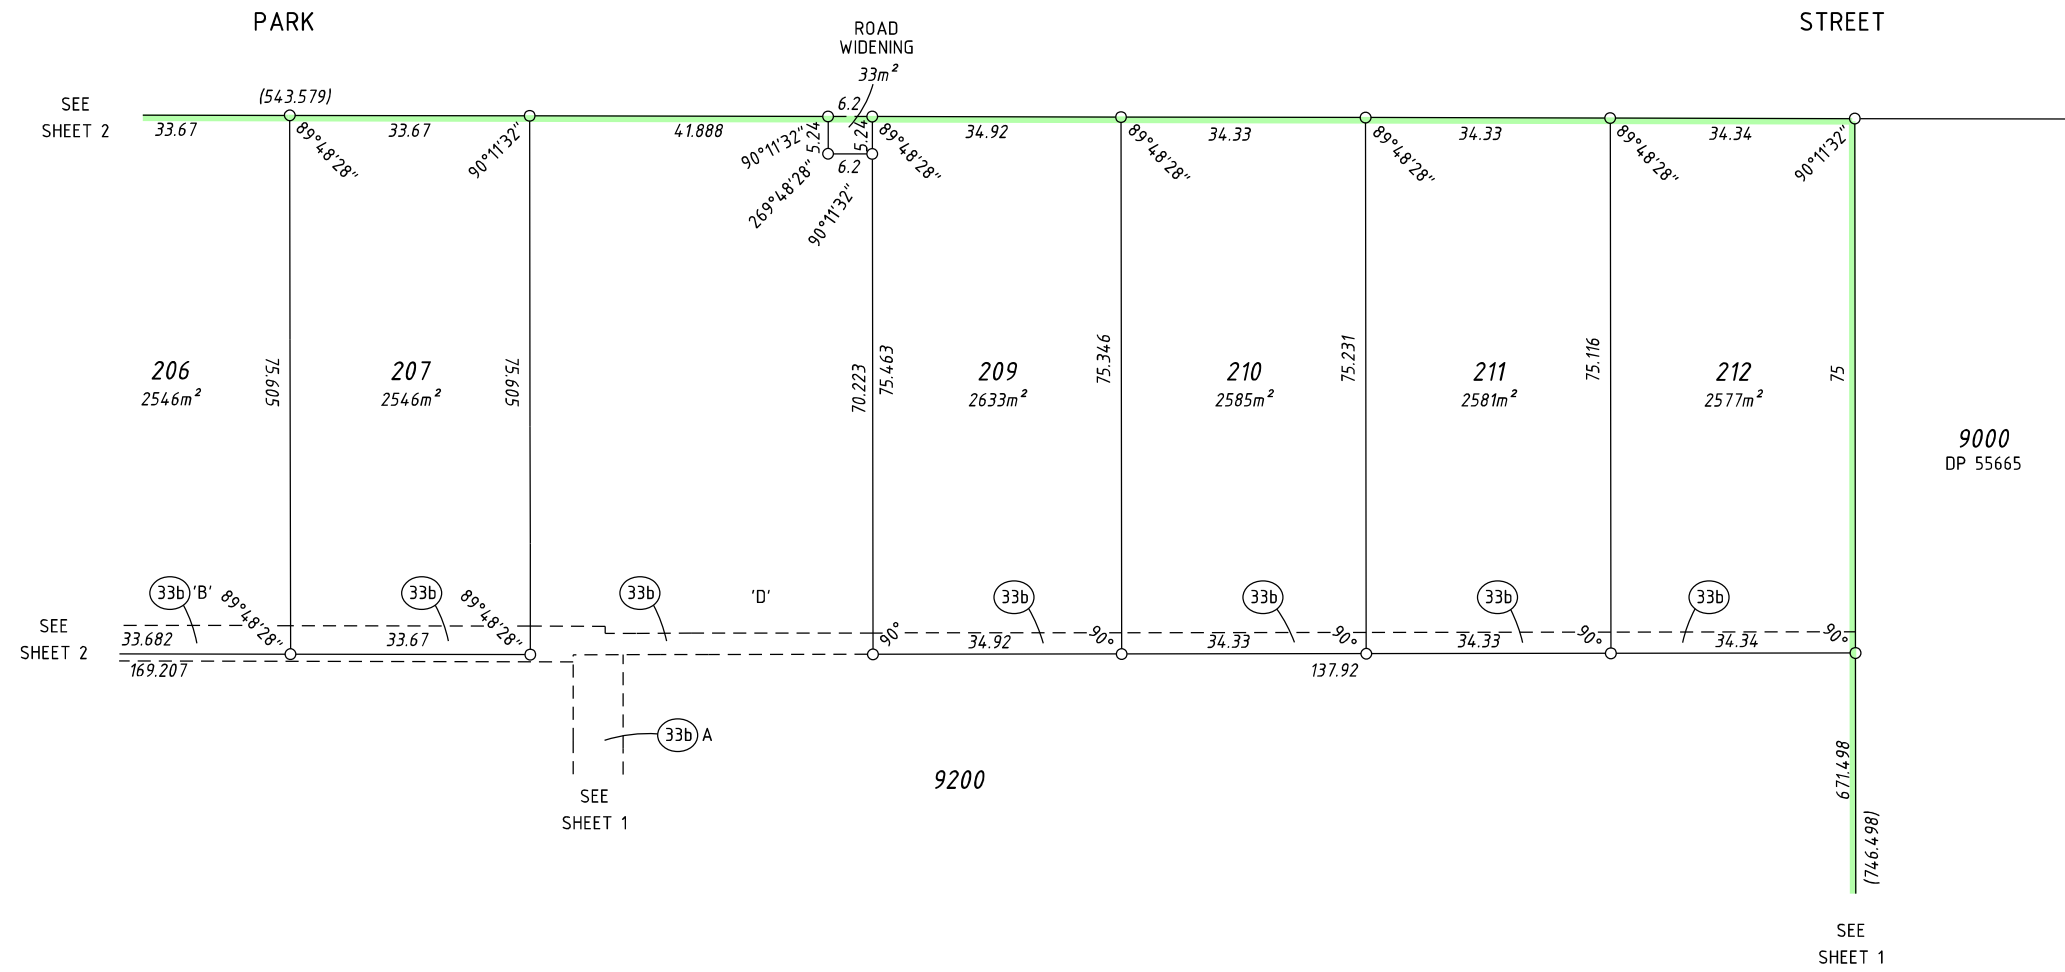 PARK
STREET
ROAD
WIDENING
33m²
SEE
SHEET 2
(543.579)
33.67
33.67
41.888
6.2
34.92
34.33
34.33
34.34
89°48'28"
90°11'32"
90°11'32"
5.24
5.24
6.2
269°48'28"
90°11'32"
89°48'28"
89°48'28"
89°48'28"
89°48'28"
90°11'32"
206
2546m²
75.605
207
2546m²
75.605
70.223
75.463
209
2633m²
75.346
210
2585m²
75.231
211
2581m²
75.116
212
2577m²
75
9000
DP 55665
33b 'B'
89°48'28"
33b
89°48'28"
33b
'D'
33b
33b
33b
33b
SEE
SHEET 2
33.682
33.67
90°
34.92
90°
34.33
90°
34.33
90°
34.34
90°
169.207
137.92
33b A
9200
SEE
SHEET 1
671.498
(746.498)
SEE
SHEET 1